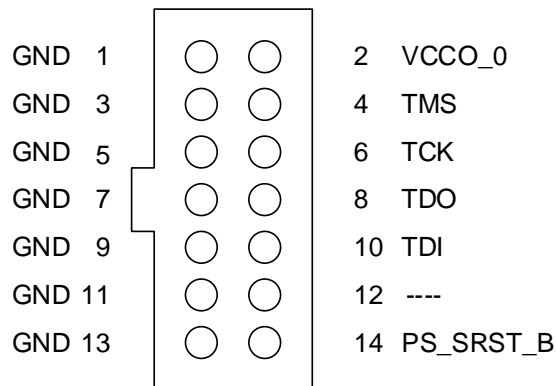 GND 1 2 VCCO_0
GND 3 4 TMS
GND 5 6 TCK
GND 7 8 TDO
GND 9 10 TDI
GND 11 12 ----
GND 13 14 PS_SRST_B